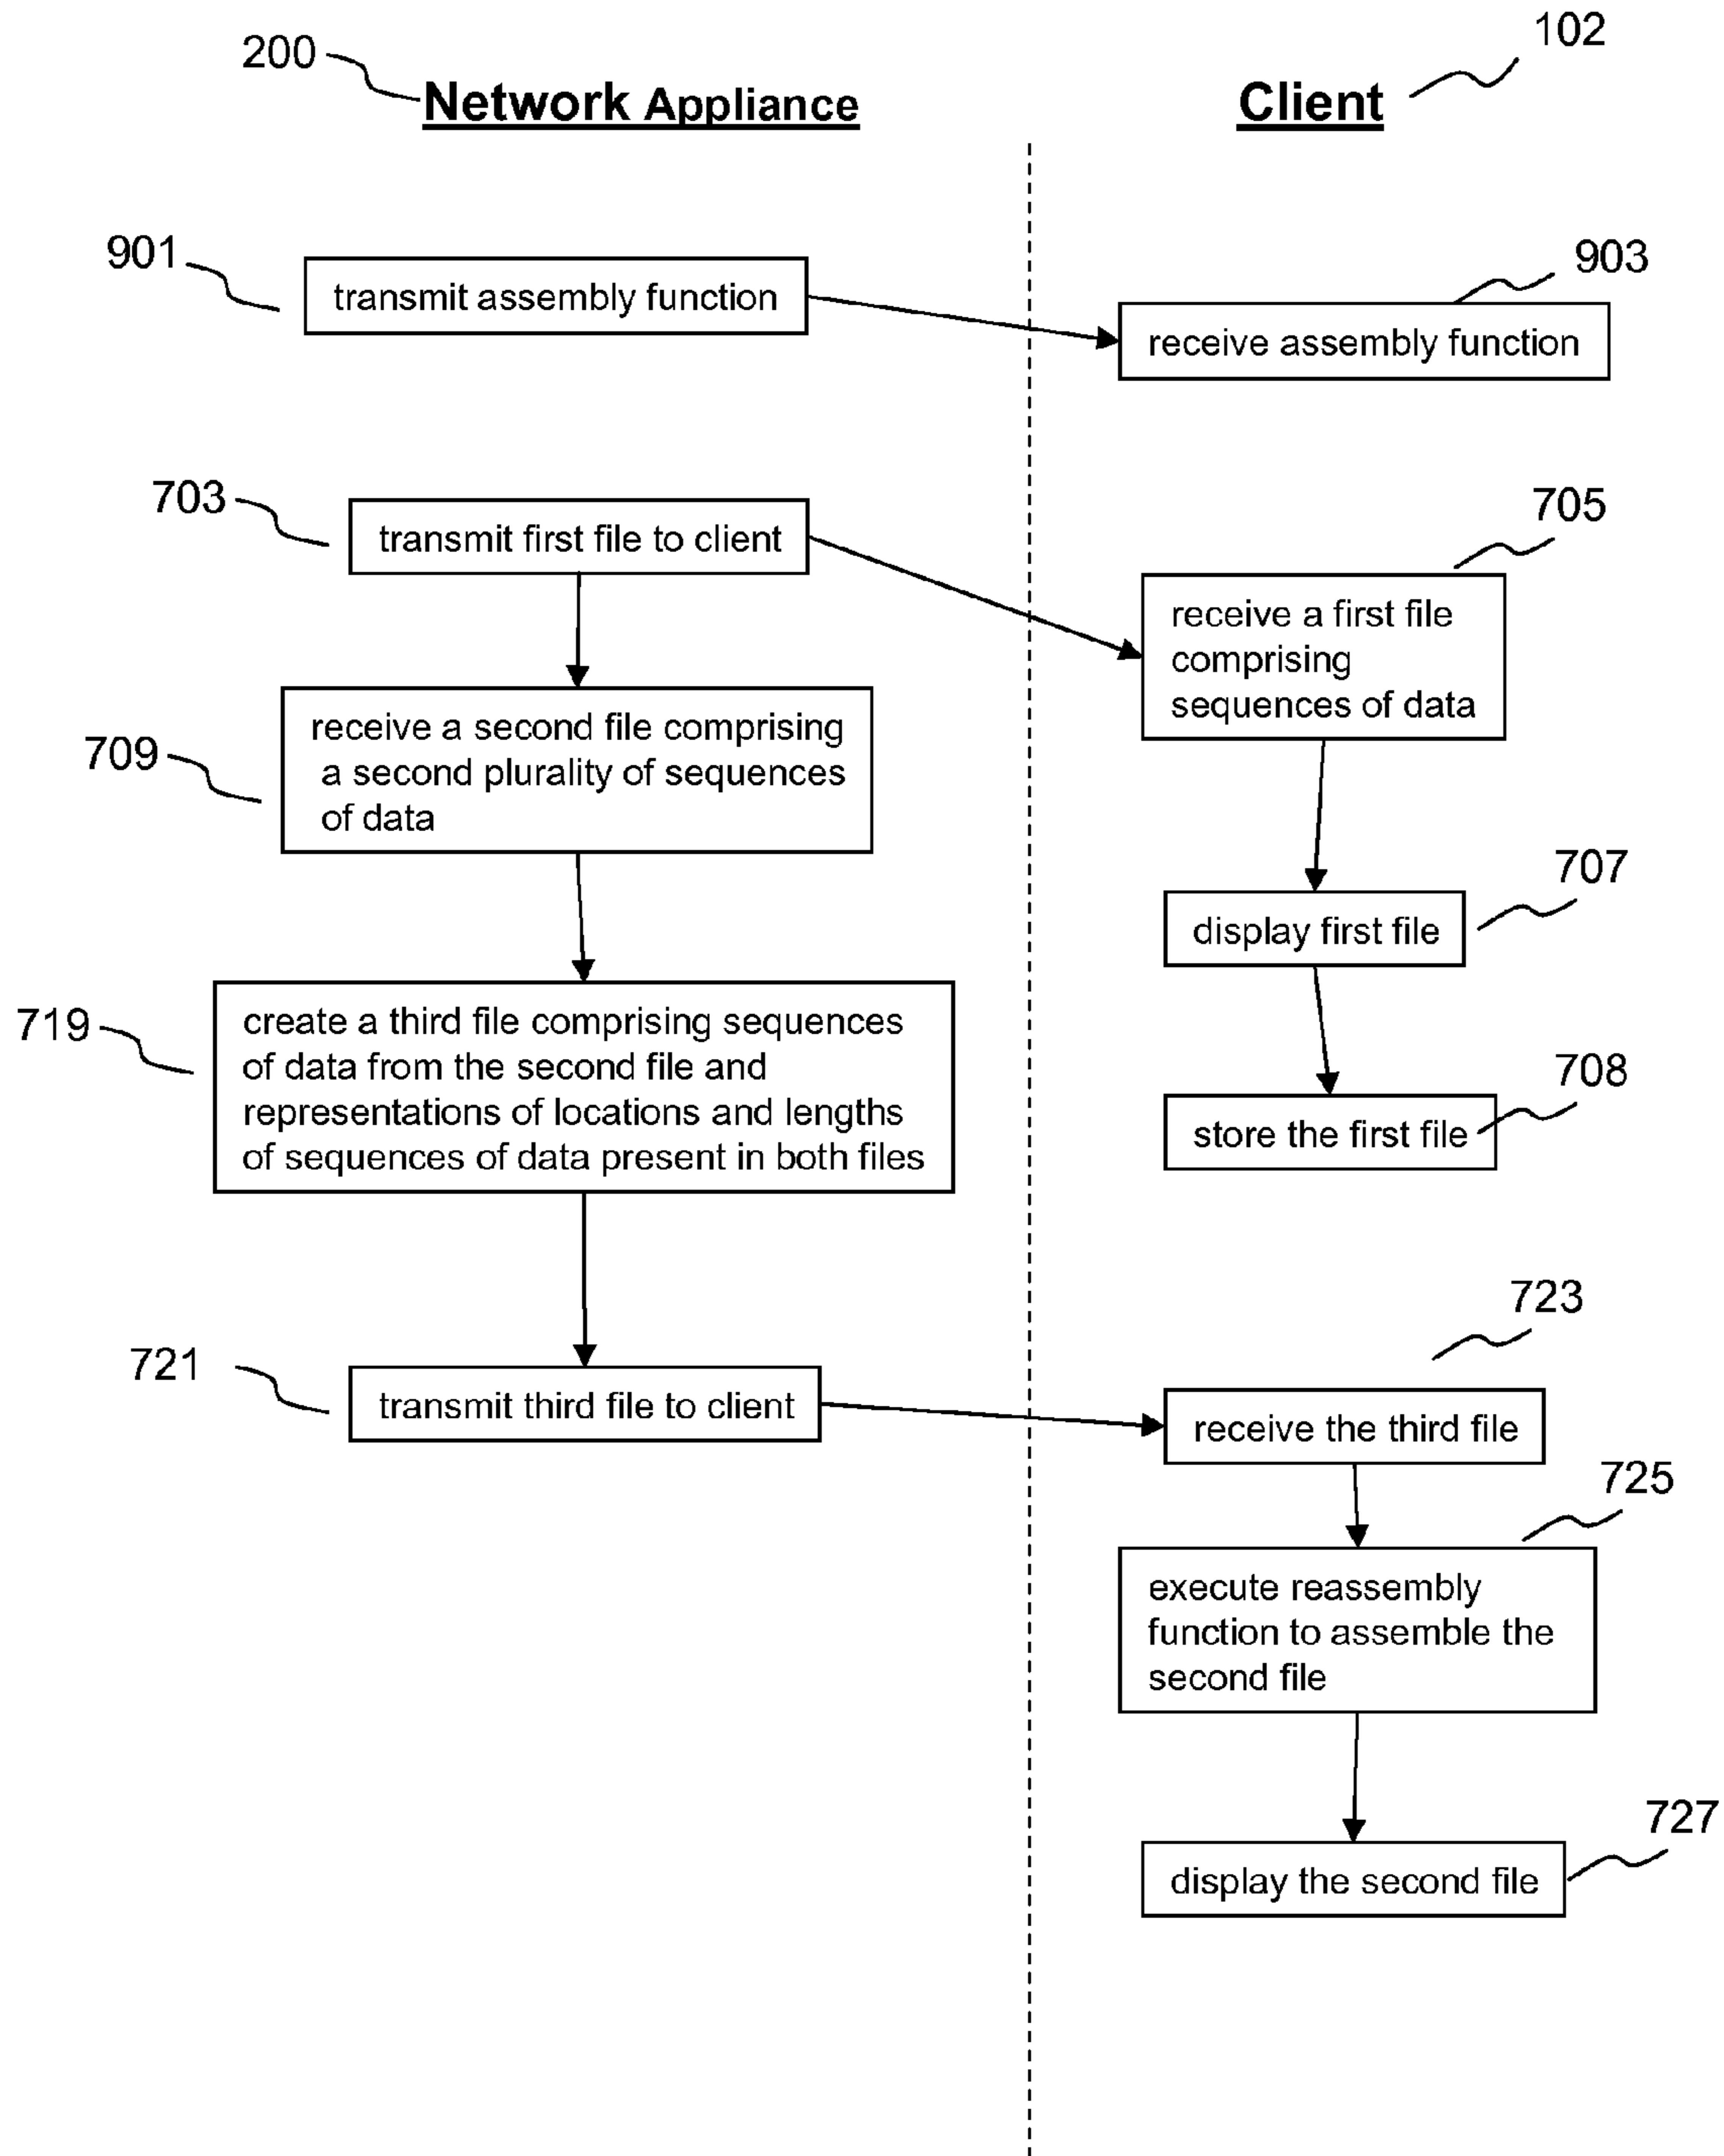 200
Network Appliance
102
Client
901
transmit assembly function
903
receive assembly function
703
transmit first file to client
705
receive a first file
comprising
sequences of data
709
receive a second file comprising
a second plurality of sequences
of data
707
display first file
719
create a third file comprising sequences
of data from the second file and
representations of locations and lengths
of sequences of data present in both files
708
store the first file
721
transmit third file to client
723
receive the third file
725
execute reassembly
function to assemble the
second file
727
display the second file